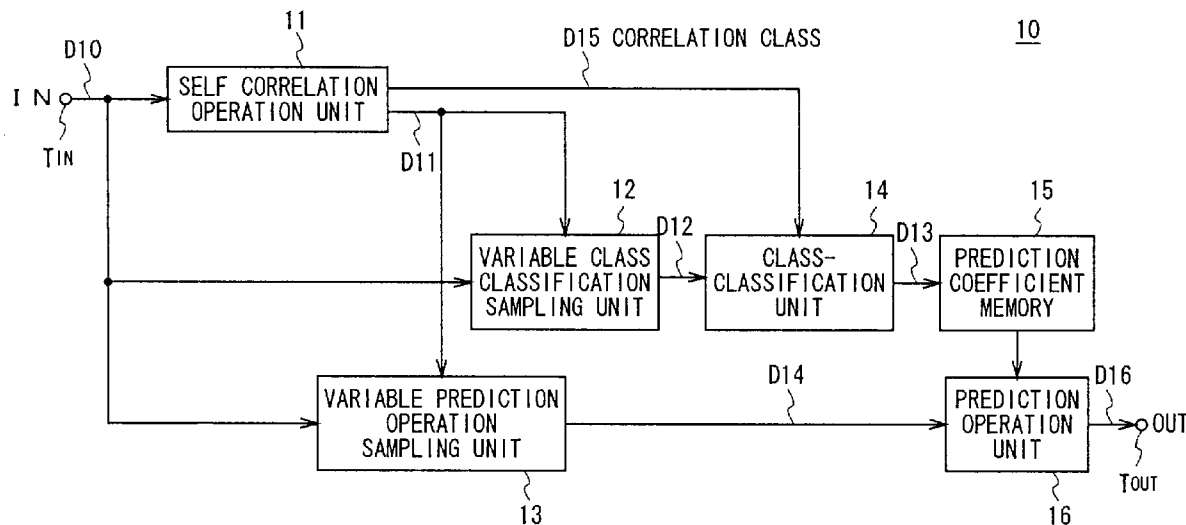 10
11
D15 CORRELATION CLASS
D10
IN
SELF CORRELATION
OPERATION UNIT
TIN
D11
12
14
15
D12
D13
VARIABLE CLASS
CLASSIFICATION
SAMPLING UNIT
CLASS-
CLASSIFICATION
UNIT
PREDICTION
COEFFICIENT
MEMORY
VARIABLE PREDICTION
OPERATION
SAMPLING UNIT
D14
PREDICTION
OPERATION
UNIT
D16
OUT
TOUT
13
16